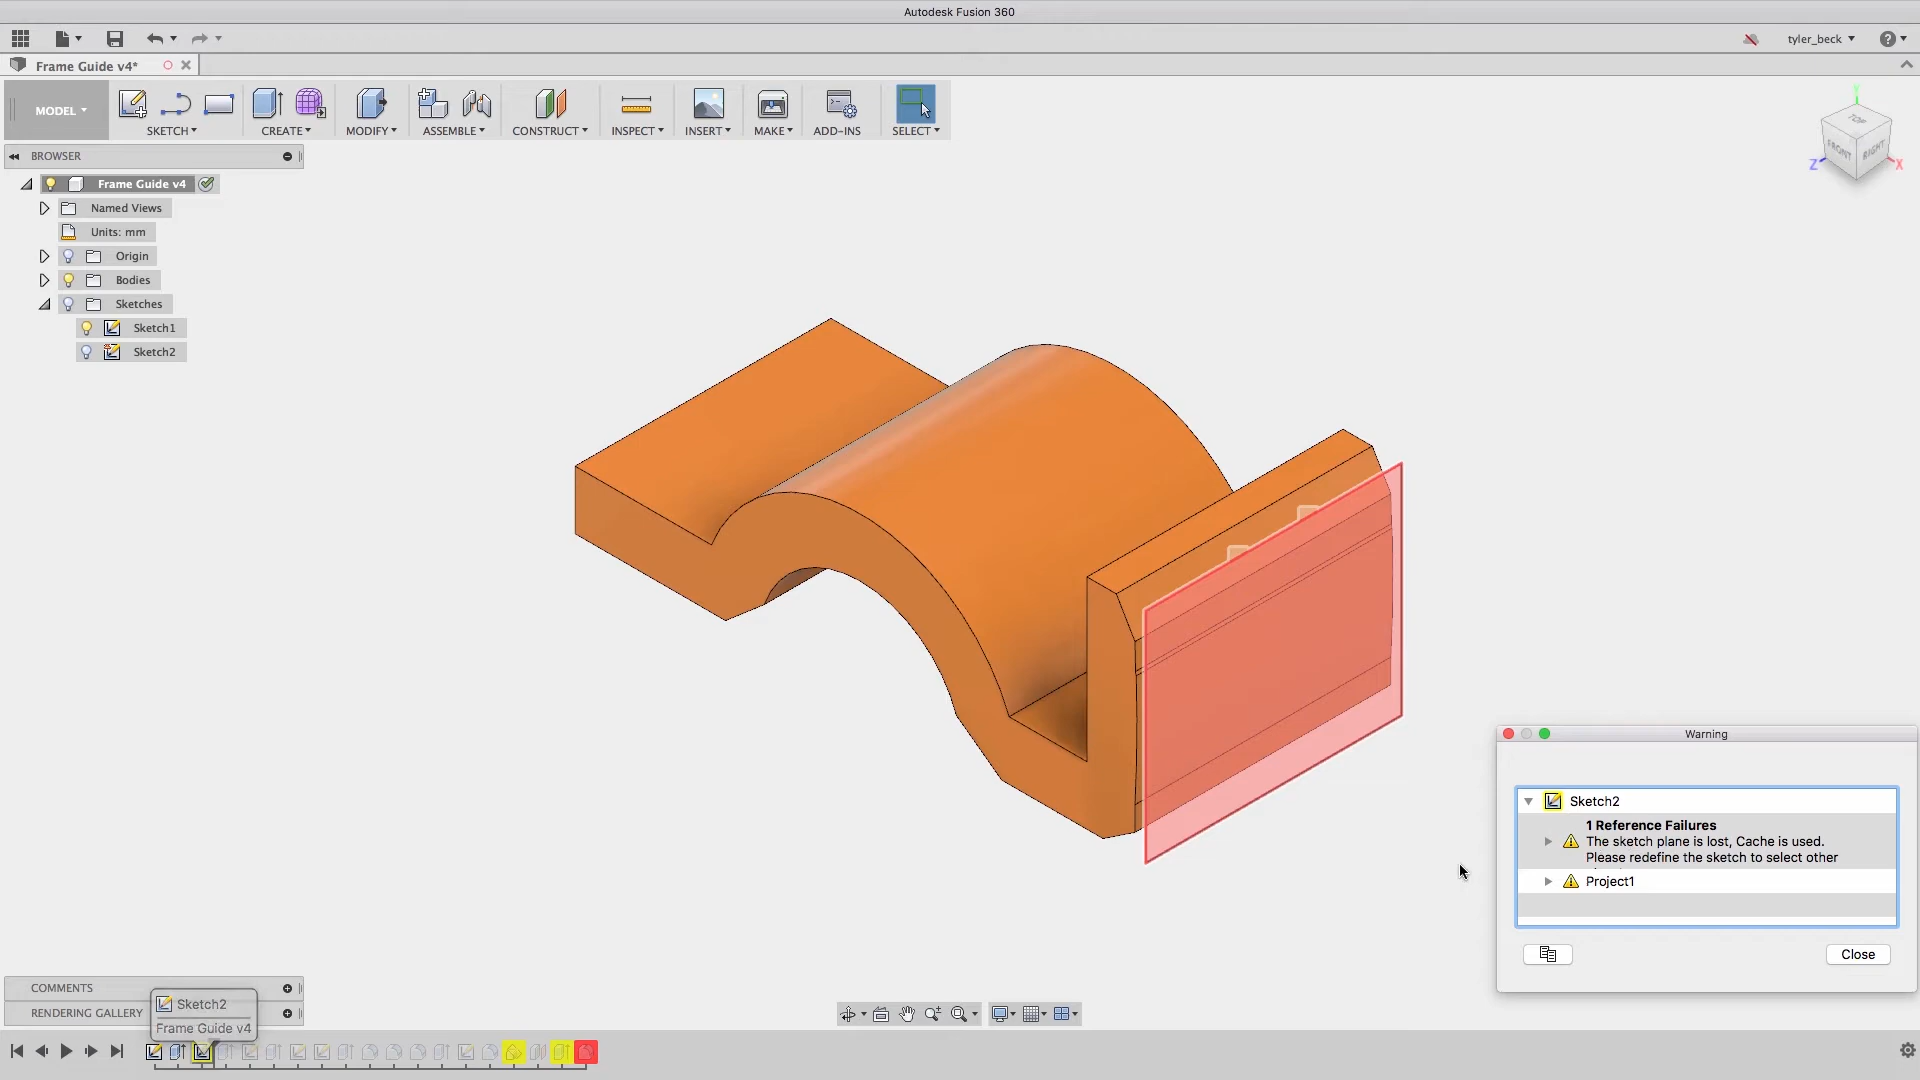 Autodesk Fusion 360
tyler_beck
Frame Guide v4*
MODEL
SKETCH
CREATE
MODIFY
ASSEMBLE
CONSTRUCT
INSPECT
INSERT
MAKE
ADD-INS
SELECT
Y
TOP
FRONT
RIGHT
Z
X
BROWSER
Frame Guide v4
Named Views
Units: mm
Origin
Bodies
Sketches
Sketch1
Sketch2
Warning
Sketch2
1 Reference Failures
The sketch plane is lost, Cache is used.
Please redefine the sketch to select other
Project1
Close
COMMENTS
RENDERING GALLERY
Sketch2
Frame Guide v4